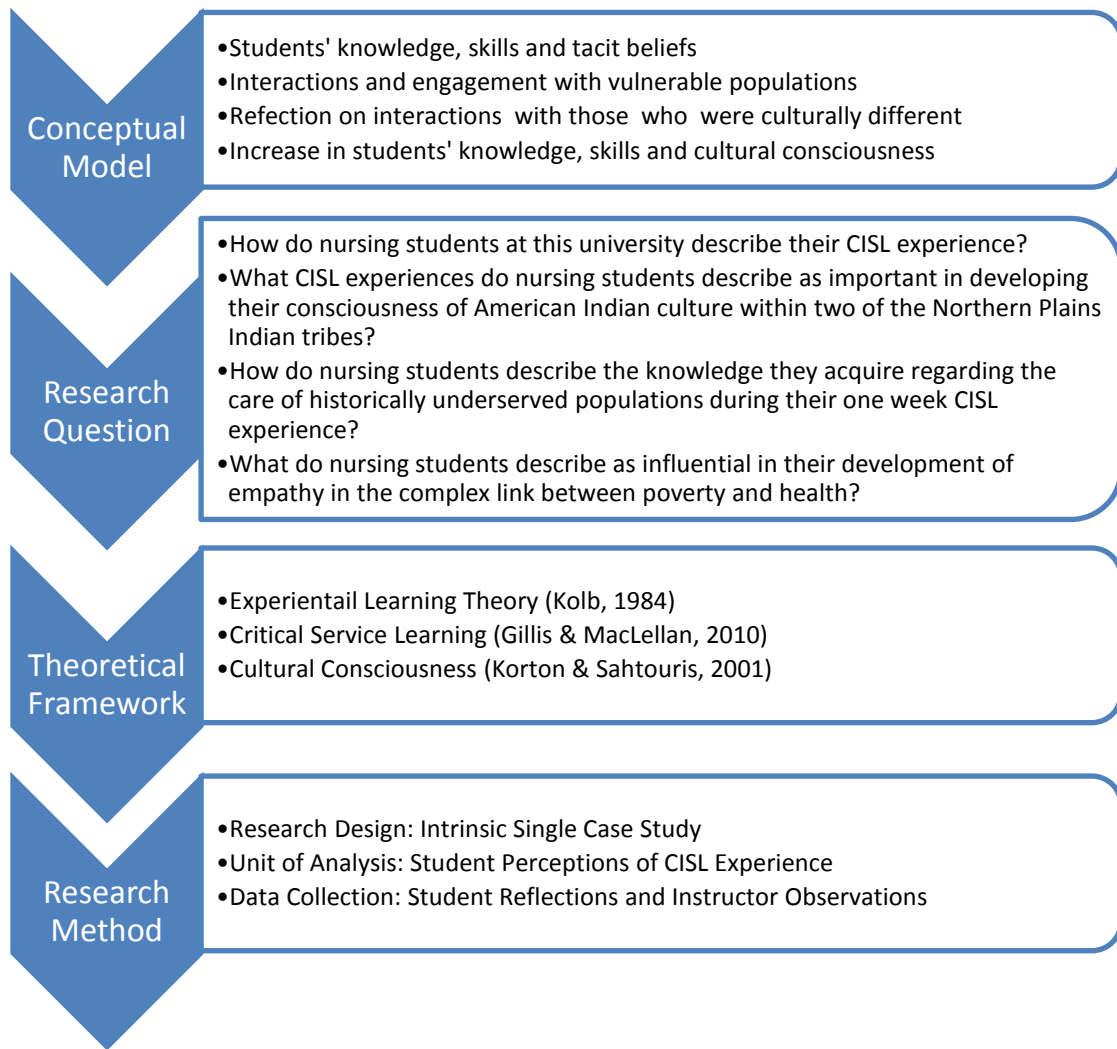 Conceptual
Model
•Students' knowledge, skills and tacit beliefs
•Interactions and engagement with vulnerable populations
•Refection on interactions with those who were culturally different
•Increase in students' knowledge, skills and cultural consciousness
Research
Question
•How do nursing students at this university describe their CISL experience?
•What CISL experiences do nursing students describe as important in developing
their consciousness of American Indian culture within two of the Northern Plains
Indian tribes?
•How do nursing students describe the knowledge they acquire regarding the
care of historically underserved populations during their one week CISL
experience?
•What do nursing students describe as influential in their development of
empathy in the complex link between poverty and health?
Theoretical
Framework
•Experientail Learning Theory (Kolb, 1984)
•Critical Service Learning (Gillis & MacLellan, 2010)
•Cultural Consciousness (Korton & Sahtouris, 2001)
Research
Method
•Research Design: Intrinsic Single Case Study
•Unit of Analysis: Student Perceptions of CISL Experience
•Data Collection: Student Reflections and Instructor Observations